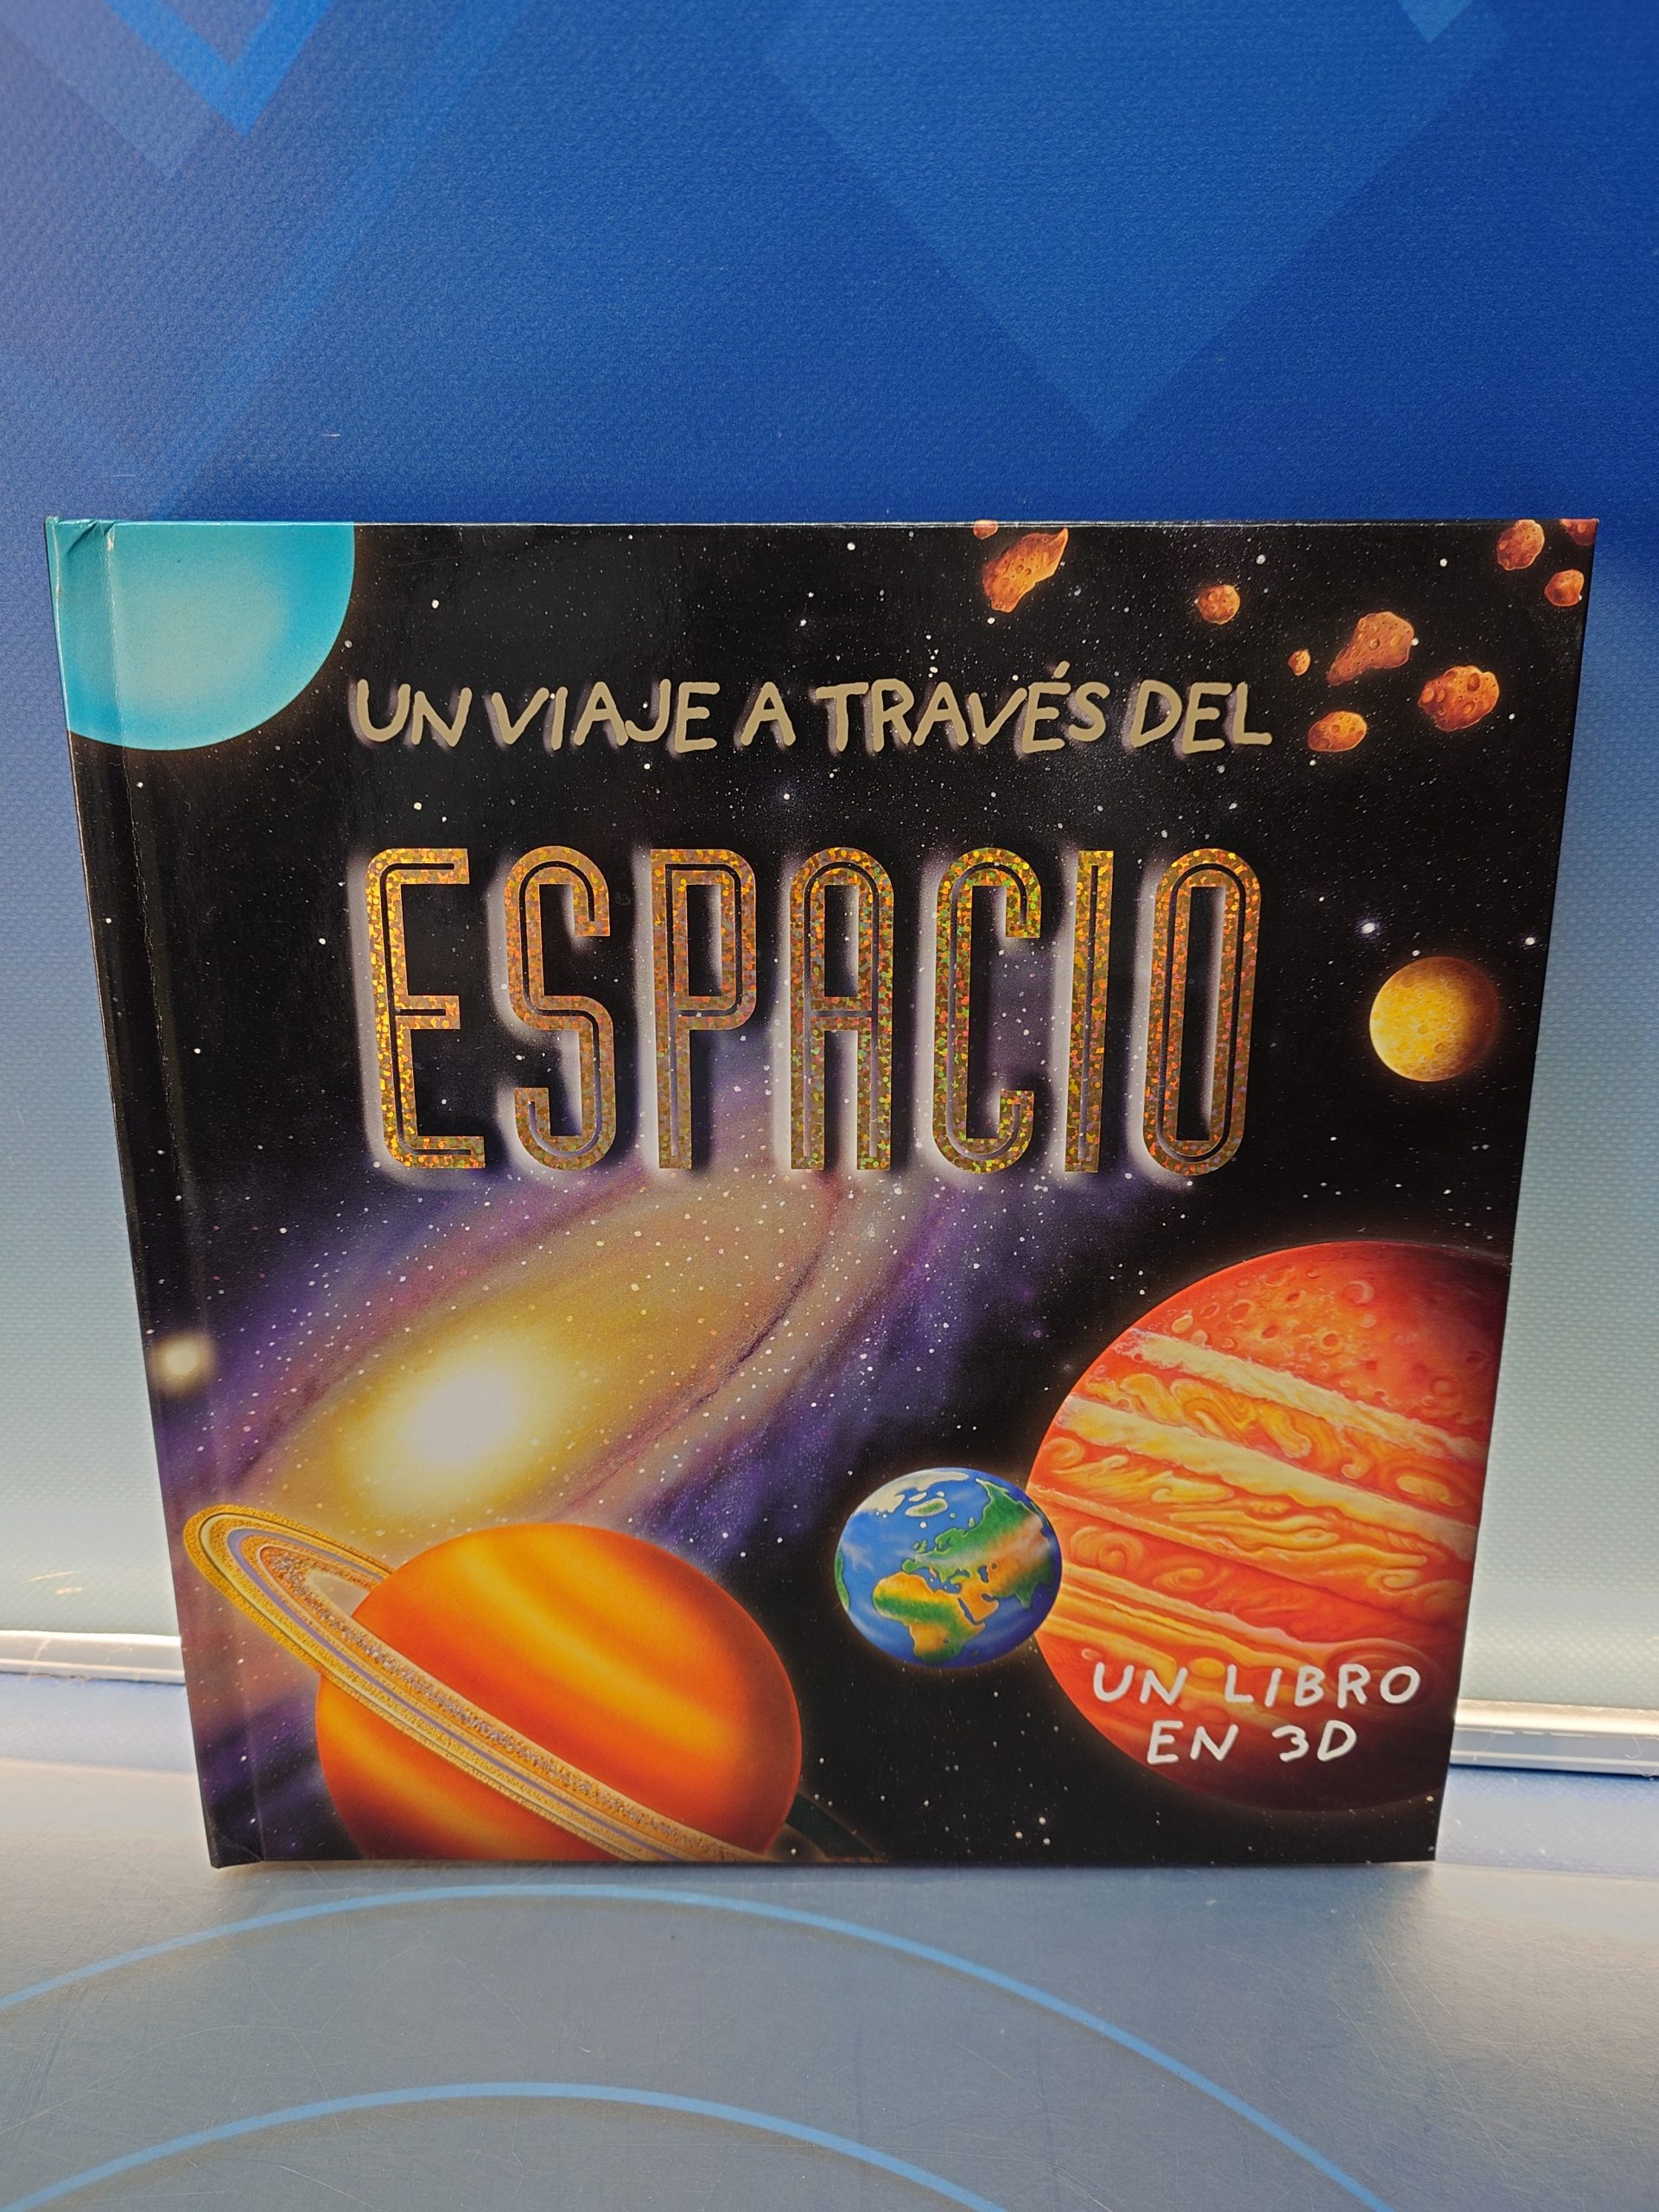 UN VIAJE A TRAVÉS DEL
ESPACIO
UN LIBRO
EN 3D